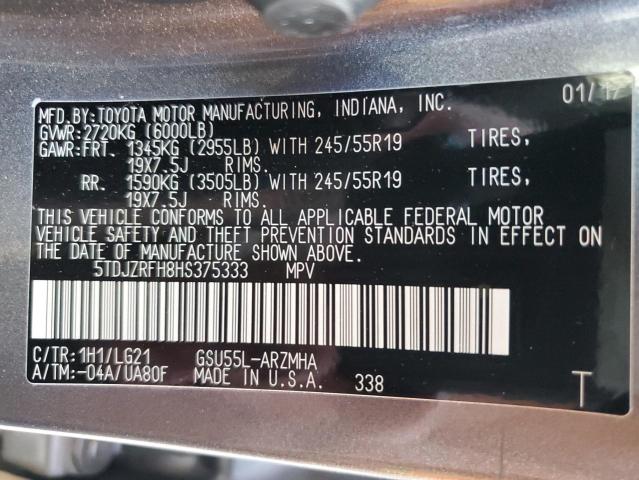 MFD.BY:TOYOTA MOTOR MANUFACTURING, INDIANA, INC. 01/17
GVWR:2720KG (6000LB)
GAWR:FRT. 1345KG (2955LB) WITH 245/55R19 TIRES,
19X7.5J RIMS.
RR. 1590KG (3505LB) WITH 245/55R19 TIRES,
19X7.5J RIMS.
THIS VEHICLE CONFORMS TO ALL APPLICABLE FEDERAL MOTOR
VEHICLE SAFETY AND THEFT PREVENTION STANDARDS IN EFFECT ON
THE DATE OF MANUFACTURE SHOWN ABOVE.
5TDJZRFH8HS375333 MPV
C/TR:1H1/LG21 GSU55L-ARZMHA
A/TM:-04A/UA80F MADE IN U.S.A. 338 T